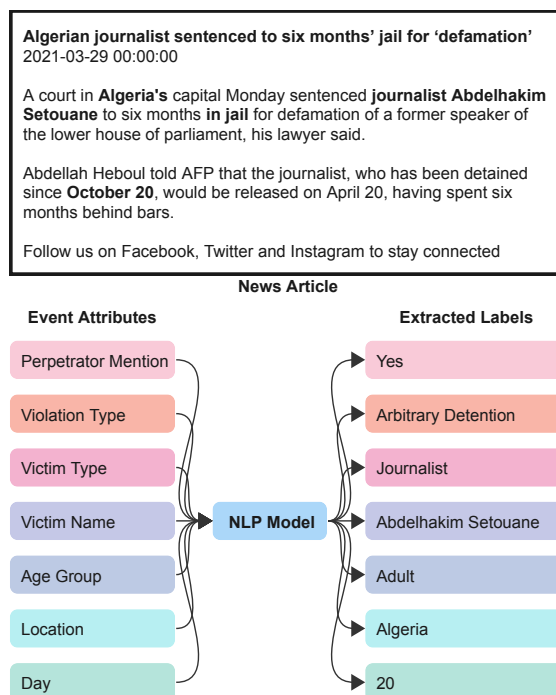 Algerian journalist sentenced to six months’ jail for ‘defamation’
2021-03-29 00:00:00
A court in Algeria's capital Monday sentenced journalist Abdelhakim
Setouane to six months in jail for defamation of a former speaker of
the lower house of parliament, his lawyer said.
Abdellah Heboul told AFP that the journalist, who has been detained
since October 20, would be released on April 20, having spent six
months behind bars.
Follow us on Facebook, Twitter and Instagram to stay connected
News Article
Event Attributes
Extracted Labels
Perpetrator Mention
Yes
Violation Type
Arbitrary Detention
Victim Type
Journalist
Victim Name
NLP Model
Abdelhakim Setouane
Age Group
Adult
Location
Algeria
Day
20